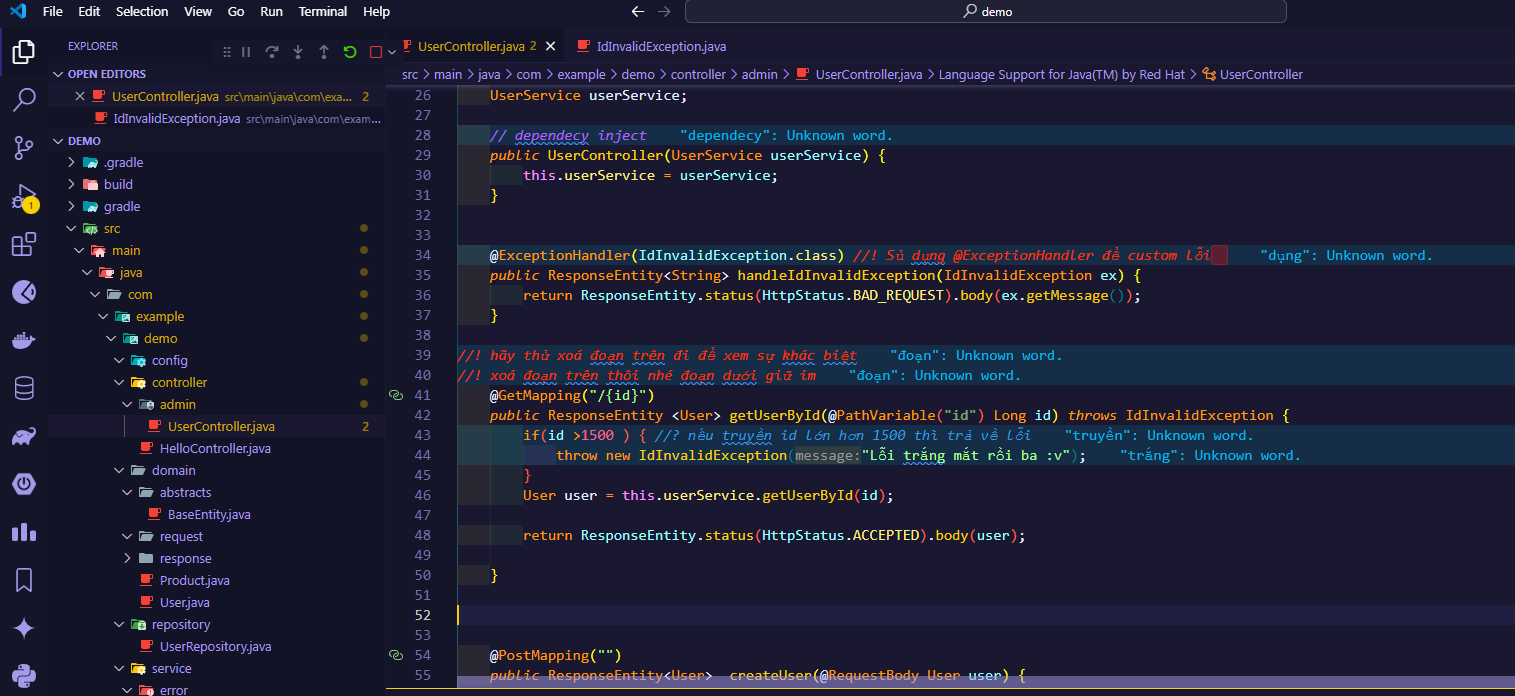 File Edit Selection View Go Run Terminal Help
demo
EXPLORER
UserController.java 2
IdInvalidException.java
src > main > java > com > example > demo > controller > admin > UserController.java > Language Support for Java(TM) by Red Hat > UserController
OPEN EDITORS
UserController.java src\main\java\com\exa... 2
IdInvalidException.java src\main\java\com\exam...
DEMO
.gradle
build
gradle
src
main
java
com
example
demo
config
controller
admin
UserController.java 2
HelloController.java
domain
abstracts
BaseEntity.java
request
response
Product.java
User.java
repository
UserRepository.java
service
error
1
26 UserService userService;
27
28 // dependecy inject "dependecy": Unknown word.
29 public UserController(UserService userService) {
30 this.userService = userService;
31 }
32
33
34 @ExceptionHandler(IdInvalidException.class) //! Sử dụng @ExceptionHandler để custom lỗi "dụng": Unknown word.
35 public ResponseEntity<String> handleIdInvalidException(IdInvalidException ex) {
36 return ResponseEntity.status(HttpStatus.BAD_REQUEST).body(ex.getMessage());
37 }
38
39 //! hãy thử xoá đoạn trên đi để xem sự khác biệt "đoạn": Unknown word.
40 //! xoá đoạn trên thôi nhé đoạn dưới giữ im "đoạn": Unknown word.
41 @GetMapping("/{id}")
42 public ResponseEntity <User> getUserById(@PathVariable("id") Long id) throws IdInvalidException {
43 if(id >1500 ) { //? nếu truyền id lớn hơn 1500 thì trả về lỗi "truyền": Unknown word.
44 throw new IdInvalidException(message:"Lỗi trắng mắt rồi ba :v"); "trắng": Unknown word.
45 }
46 User user = this.userService.getUserById(id);
47
48 return ResponseEntity.status(HttpStatus.ACCEPTED).body(user);
49
50 }
51
52
53
54 @PostMapping("")
55 public ResponseEntity<User> createUser(@RequestBody User user) {